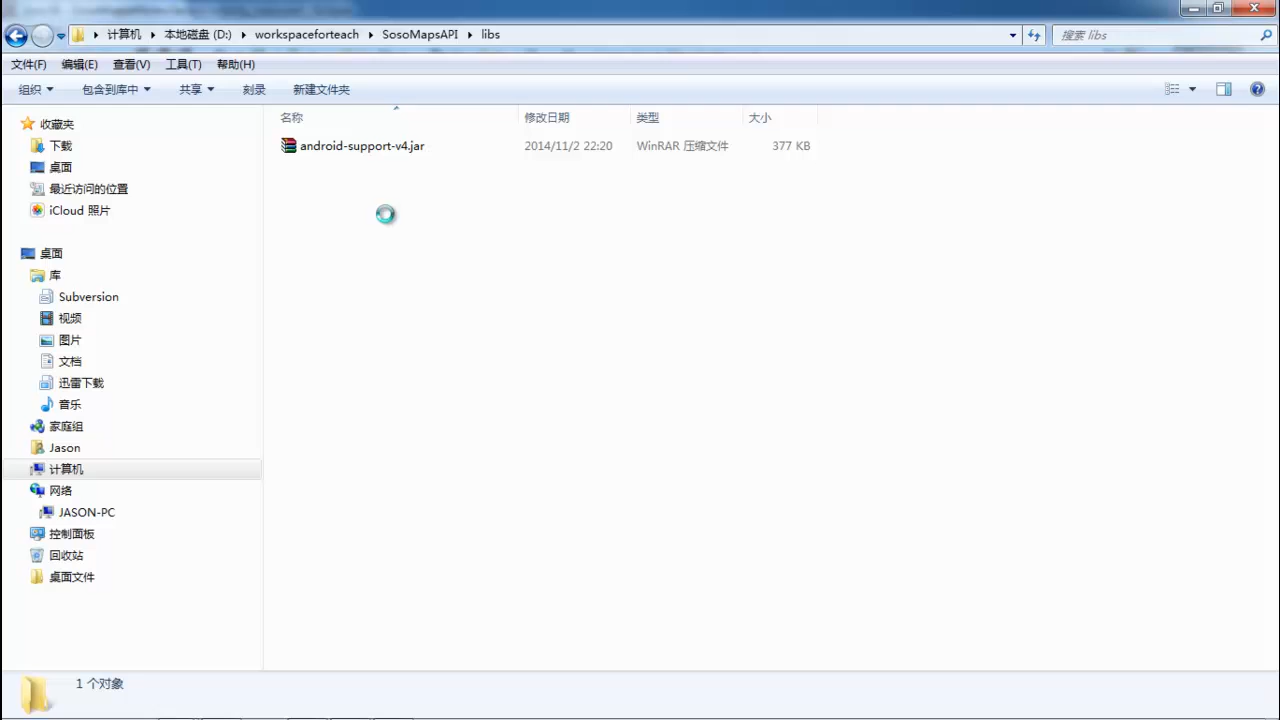 计算机 本地磁盘 (D:) workspaceforteach SosoMapsAPI libs
搜索 libs
文件(F) 编辑(E) 查看(V) 工具(T) 帮助(H)
组织 包含到库中 共享 刻录 新建文件夹
收藏夹
下载
桌面
最近访问的位置
iCloud 照片
桌面
库
Subversion
视频
图片
文档
迅雷下载
音乐
家庭组
Jason
计算机
网络
JASON-PC
控制面板
回收站
桌面文件
名称 修改日期 类型 大小
android-support-v4.jar 2014/11/2 22:20 WinRAR 压缩文件 377 KB
1 个对象